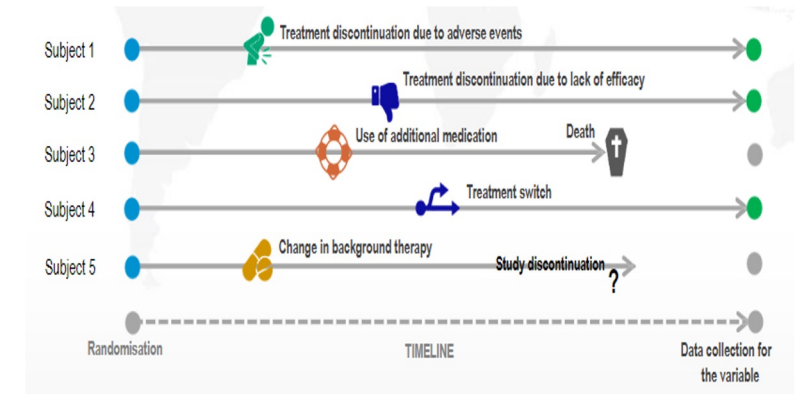 Subject 1
Treatment discontinuation due to adverse events
Subject 2
Treatment discontinuation due to lack of efficacy
Subject 3
Use of additional medication
Death
Subject 4
Treatment switch
Subject 5
Change in background therapy
Study discontinuation
?
Randomisation
TIMELINE
Data collection for
the variable